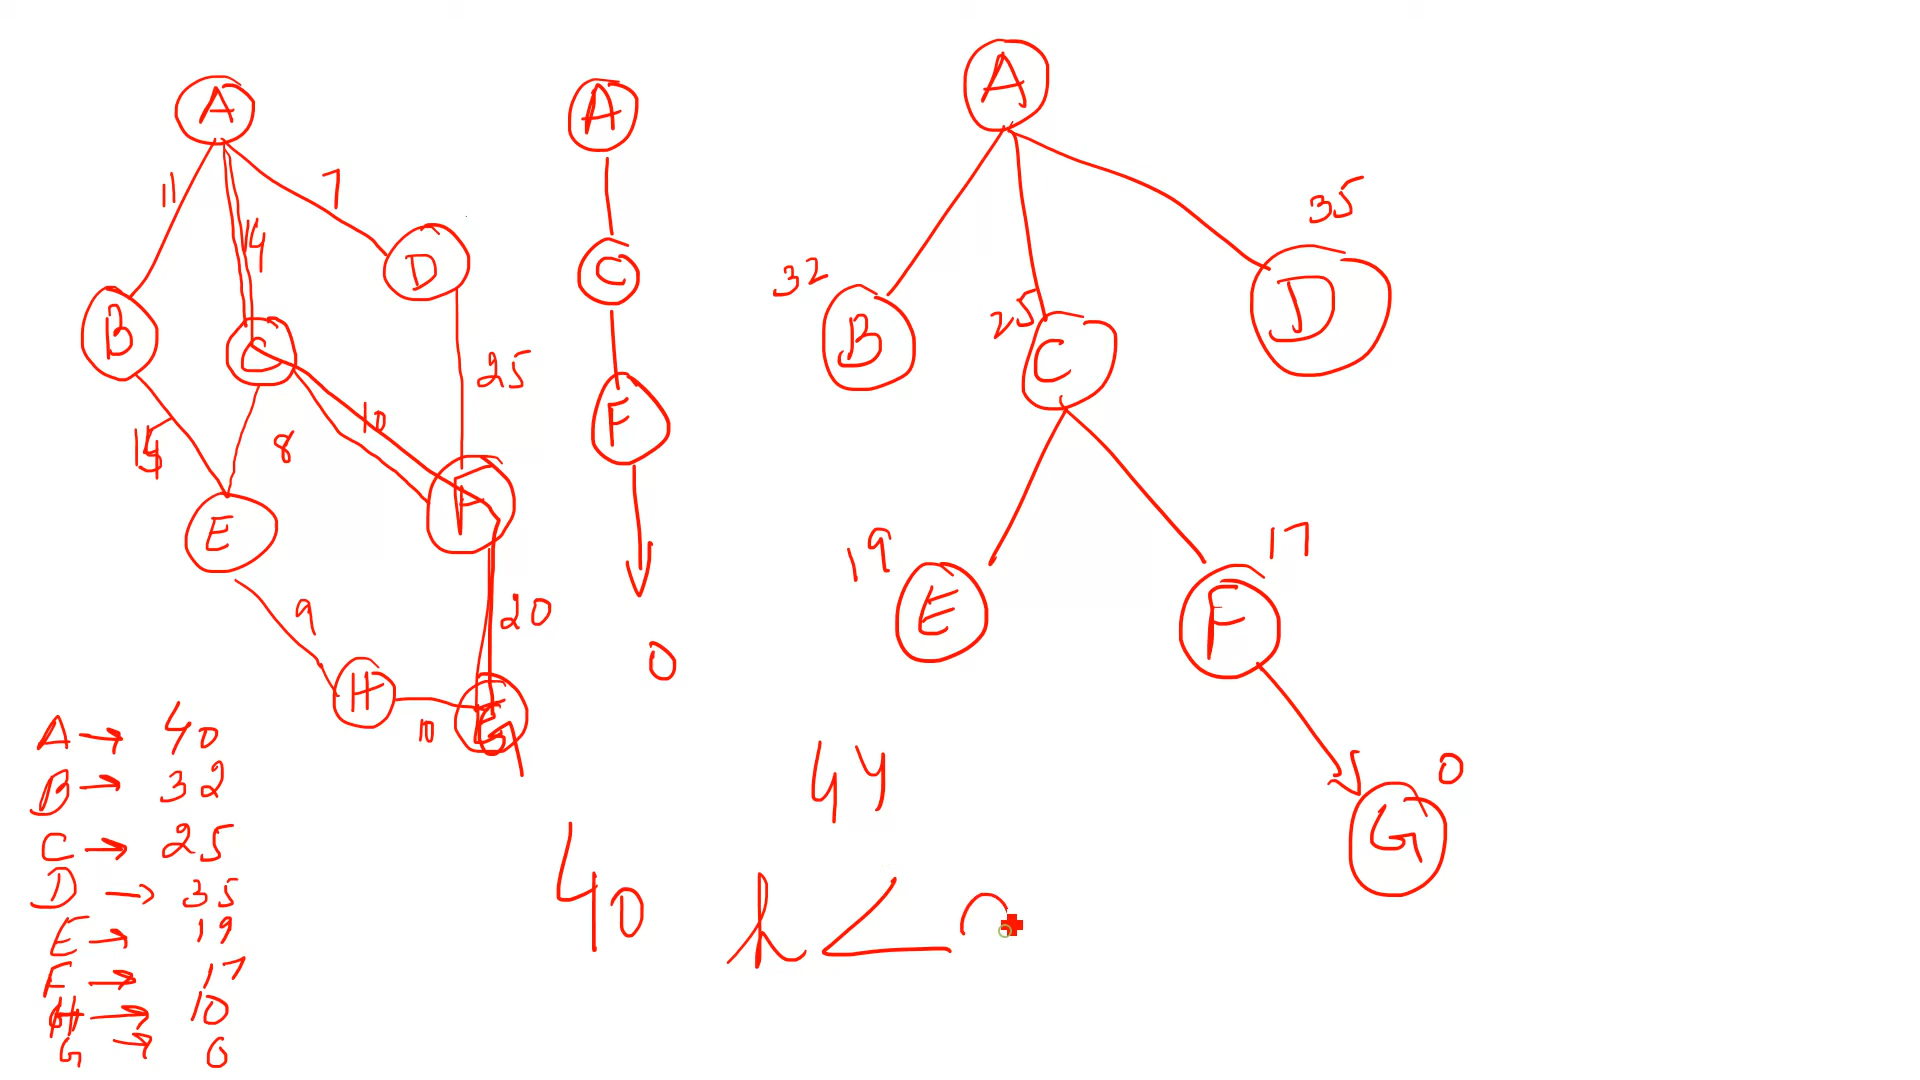 A
11
14
7
B
C
D
15
8
10
25
E
F
9
20
H
10
G
A
C
F
0
A
32
25
35
B
C
D
19
17
E
F
0
G
A → 40
B → 32
C → 25
D → 35
E → 19
F → 17
H → 10
G → 0
44
40
h ≤